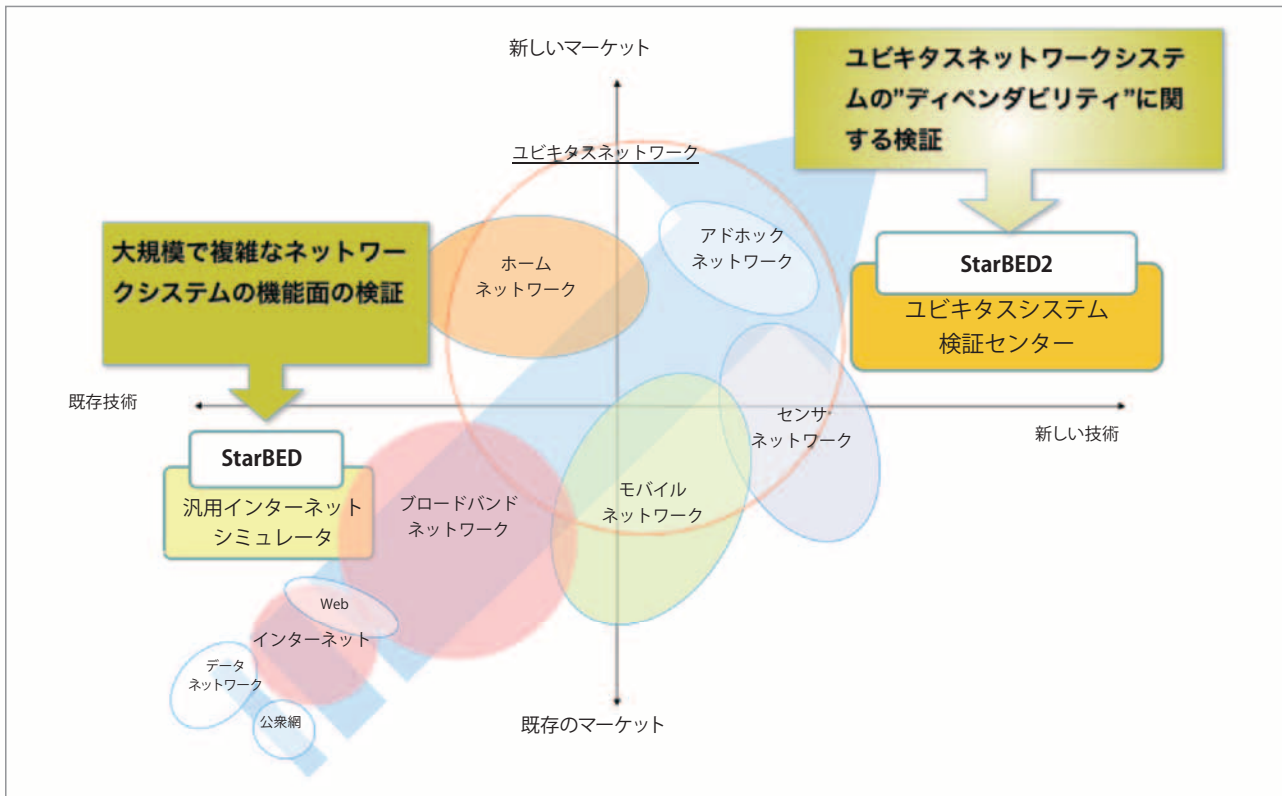 新しいマーケット
ユビキタスネットワークシステ
ムの”ディペンダビリティ”に関
する検証
ユビキタスネットワーク
大規模で複雑なネットワー
クシステムの機能面の検証
ホーム
ネットワーク
アドホック
ネットワーク
StarBED2
ユビキタスシステム
検証センター
既存技術
新しい技術
センサ
ネットワーク
StarBED
汎用インターネット
シミュレータ
ブロードバンド
ネットワーク
モバイル
ネットワーク
Web
インターネット
データ
ネットワーク
公衆網
既存のマーケット